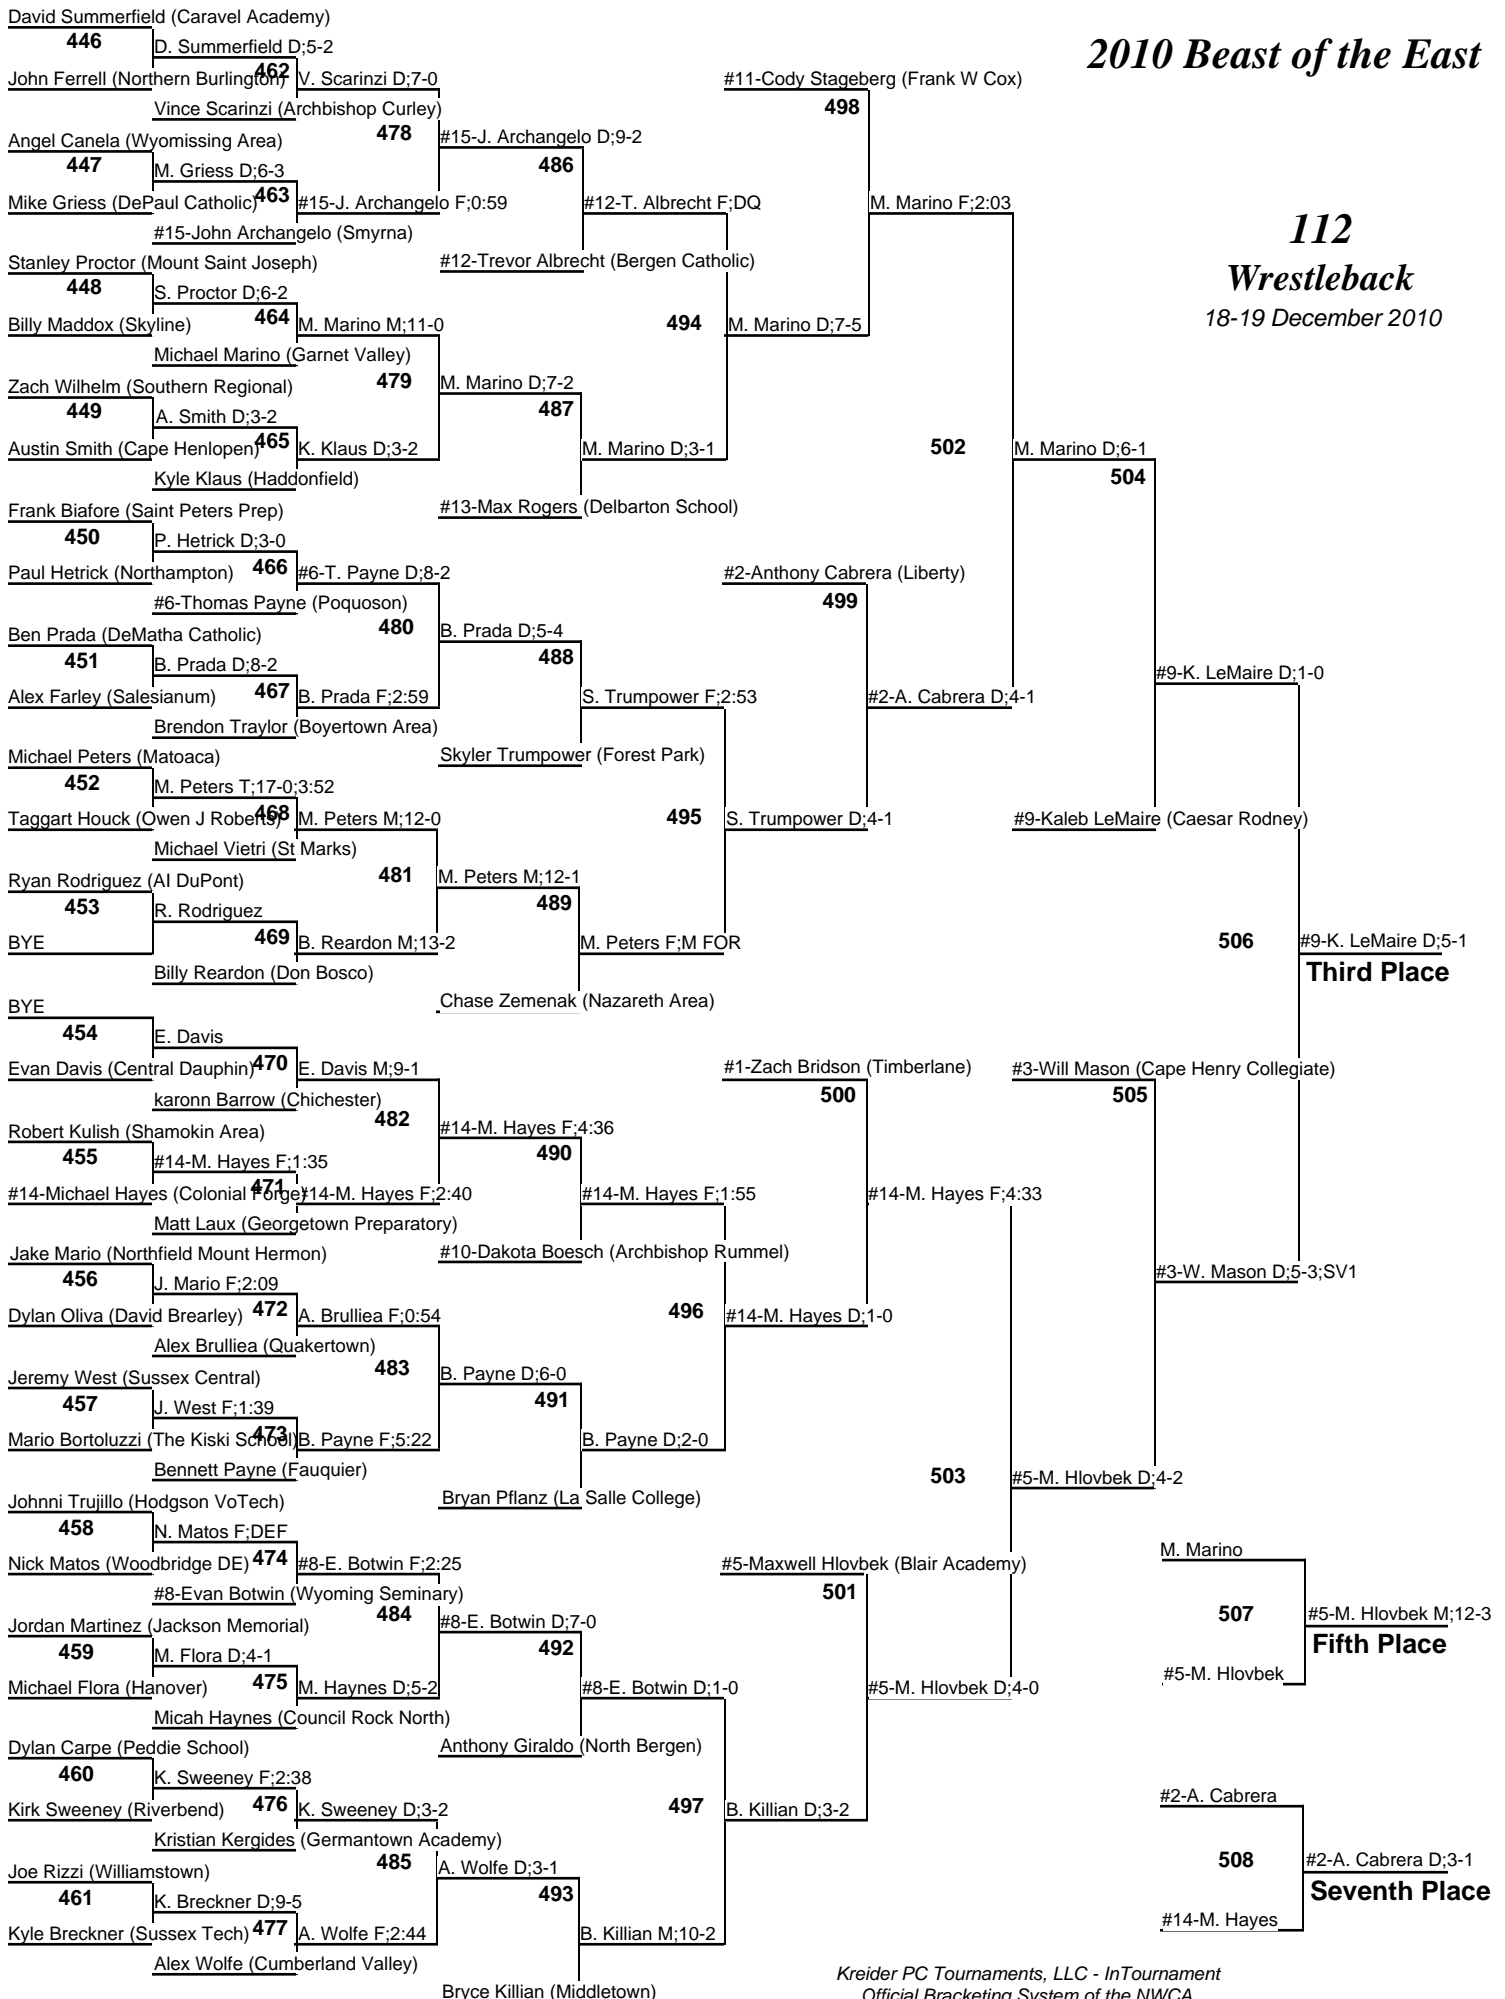 2010 Beast of the East
112
Wrestleback
18-19 December 2010
David Summerfield (Caravel Academy)
446
D. Summerfield D;5-2
John Ferrell (Northern Burlington)
462
V. Scarinzi D;7-0
Vince Scarinzi (Archbishop Curley)
478
#15-J. Archangelo D;9-2
Angel Canela (Wyomissing Area)
447
M. Griess D;6-3
Mike Griess (DePaul Catholic)
463
#15-J. Archangelo F;0:59
#15-John Archangelo (Smyrna)
486
#12-T. Albrecht F;DQ
#12-Trevor Albrecht (Bergen Catholic)
Stanley Proctor (Mount Saint Joseph)
448
S. Proctor D;6-2
Billy Maddox (Skyline)
464
M. Marino M;11-0
Michael Marino (Garnet Valley)
479
M. Marino D;7-2
Zach Wilhelm (Southern Regional)
449
A. Smith D;3-2
Austin Smith (Cape Henlopen)
465
K. Klaus D;3-2
Kyle Klaus (Haddonfield)
487
M. Marino D;3-1
#13-Max Rogers (Delbarton School)
494
M. Marino D;7-5
#11-Cody Stageberg (Frank W Cox)
498
M. Marino F;2:03
Frank Biafore (Saint Peters Prep)
450
P. Hetrick D;3-0
Paul Hetrick (Northampton)
466
#6-T. Payne D;8-2
#6-Thomas Payne (Poquoson)
480
B. Prada D;5-4
Ben Prada (DeMatha Catholic)
451
B. Prada D;8-2
Alex Farley (Salesianum)
467
B. Prada F;2:59
Brendon Traylor (Boyertown Area)
488
S. Trumpower F;2:53
Skyler Trumpower (Forest Park)
Michael Peters (Matoaca)
452
M. Peters T;17-0;3:52
Taggart Houck (Owen J Roberts)
468
M. Peters M;12-0
Michael Vietri (St Marks)
481
M. Peters M;12-1
Ryan Rodriguez (AI DuPont)
453
R. Rodriguez
BYE
469
B. Reardon M;13-2
Billy Reardon (Don Bosco)
489
M. Peters F;M FOR
Chase Zemenak (Nazareth Area)
495
S. Trumpower D;4-1
#2-Anthony Cabrera (Liberty)
499
#2-A. Cabrera D;4-1
502
M. Marino D;6-1
504
#9-Kaleb LeMaire (Caesar Rodney)
#9-K. LeMaire D;1-0
BYE
454
E. Davis
Evan Davis (Central Dauphin)
470
E. Davis M;9-1
karonn Barrow (Chichester)
482
#14-M. Hayes F;4:36
Robert Kulish (Shamokin Area)
455
#14-M. Hayes F;1:35
#14-Michael Hayes (Colonial Forge)
471
#14-M. Hayes F;2:40
Matt Laux (Georgetown Preparatory)
490
#14-M. Hayes F;1:55
#10-Dakota Boesch (Archbishop Rummel)
Jake Mario (Northfield Mount Hermon)
456
J. Mario F;2:09
Dylan Oliva (David Brearley)
472
A. Brulliea F;0:54
Alex Brulliea (Quakertown)
483
B. Payne D;6-0
Jeremy West (Sussex Central)
457
J. West F;1:39
Mario Bortoluzzi (The Kiski School)
473
B. Payne F;5:22
Bennett Payne (Fauquier)
491
B. Payne D;2-0
Bryan Pflanz (La Salle College)
496
#14-M. Hayes D;1-0
#1-Zach Bridson (Timberlane)
500
#14-M. Hayes F;4:33
Johnni Trujillo (Hodgson VoTech)
458
N. Matos F;DEF
Nick Matos (Woodbridge DE)
474
#8-E. Botwin F;2:25
#8-Evan Botwin (Wyoming Seminary)
484
#8-E. Botwin D;7-0
Jordan Martinez (Jackson Memorial)
459
M. Flora D;4-1
Michael Flora (Hanover)
475
M. Haynes D;5-2
Micah Haynes (Council Rock North)
492
#8-E. Botwin D;1-0
Anthony Giraldo (North Bergen)
Dylan Carpe (Peddie School)
460
K. Sweeney F;2:38
Kirk Sweeney (Riverbend)
476
K. Sweeney D;3-2
Kristian Kergides (Germantown Academy)
485
A. Wolfe D;3-1
Joe Rizzi (Williamstown)
461
K. Breckner D;9-5
Kyle Breckner (Sussex Tech)
477
A. Wolfe F;2:44
Alex Wolfe (Cumberland Valley)
493
B. Killian M;10-2
Bryce Killian (Middletown)
497
B. Killian D;3-2
#5-Maxwell Hlovbek (Blair Academy)
501
#5-M. Hlovbek D;4-0
503
#5-M. Hlovbek D;4-2
#3-Will Mason (Cape Henry Collegiate)
505
#3-W. Mason D;5-3;SV1
506
#9-K. LeMaire D;5-1
Third Place
M. Marino
507
#5-M. Hlovbek M;12-3
Fifth Place
#5-M. Hlovbek
#2-A. Cabrera
508
#2-A. Cabrera D;3-1
Seventh Place
#14-M. Hayes
Kreider PC Tournaments, LLC - InTournament
Official Bracketing System of the NWCA